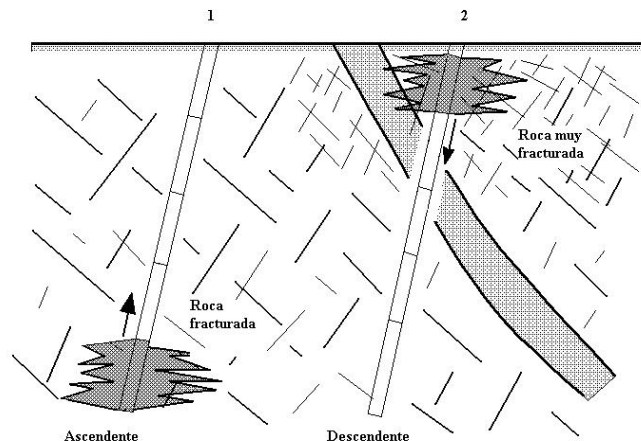 1
2
Roca muy
fracturada
Roca
fracturada
Ascendente
Descendente